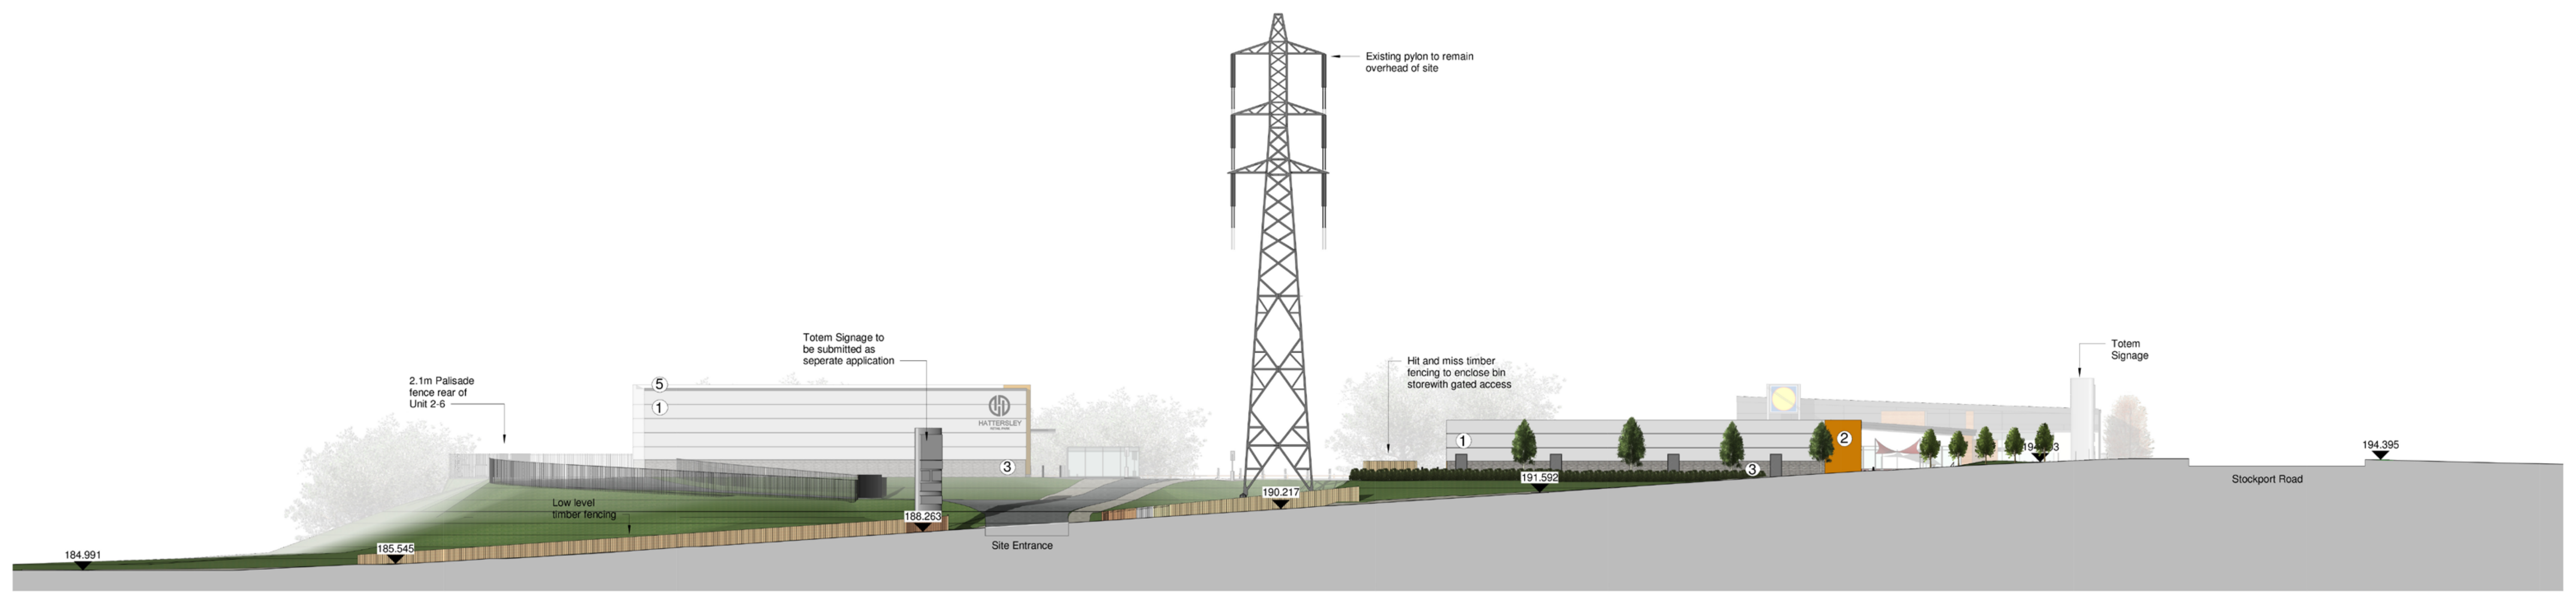 Existing pylon to remain
overhead of site
Totem Signage to
be submitted as
seperate application
2.1m Palisade
fence rear of
Unit 2-6
5
1
HATTERSLEY
RETAIL PARK
3
Hit and miss timber
fencing to enclose bin
storewith gated access
1
2
3
Totem
Signage
Low level
timber fencing
184.991
185.545
188.263
Site Entrance
190.217
191.592
194.395
Stockport Road